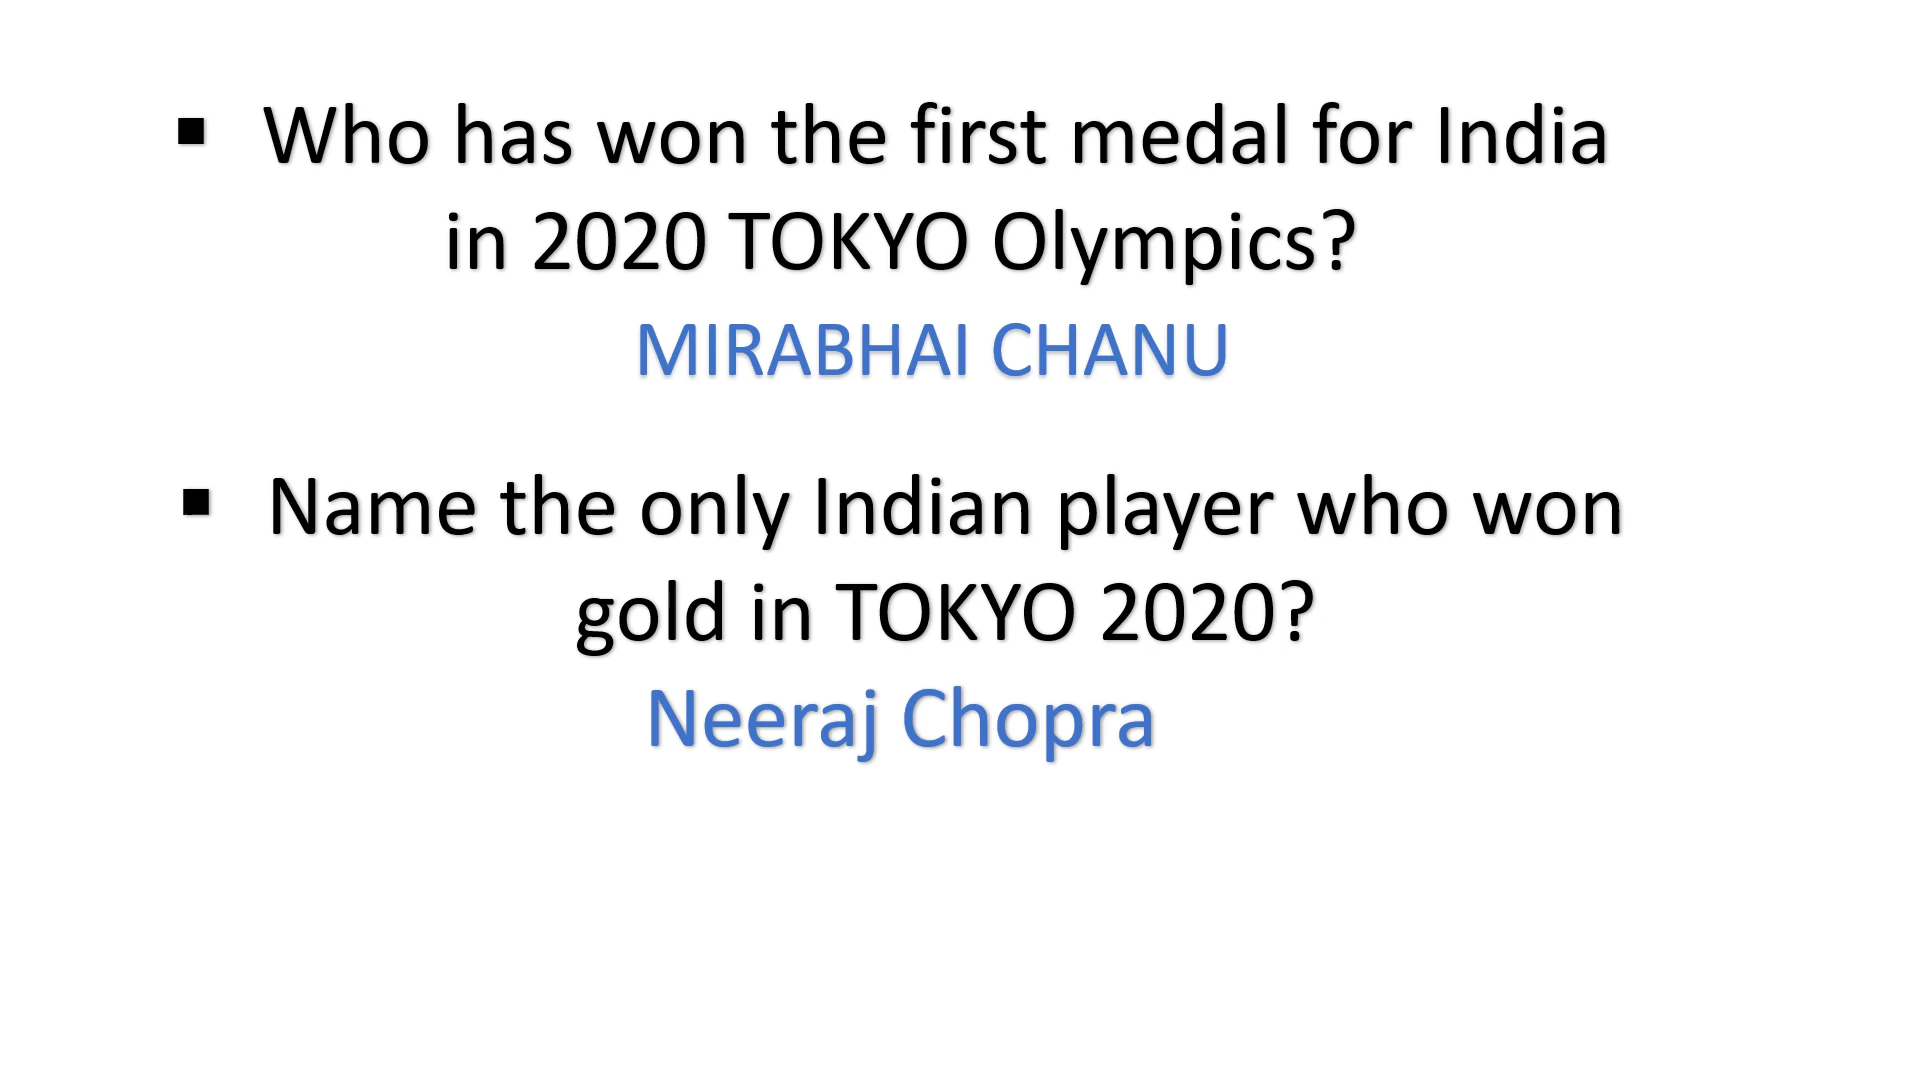 ▪ Who has won the first medal for India
in 2020 TOKYO Olympics?
MIRABHAI CHANU
▪ Name the only Indian player who won
gold in TOKYO 2020?
Neeraj Chopra